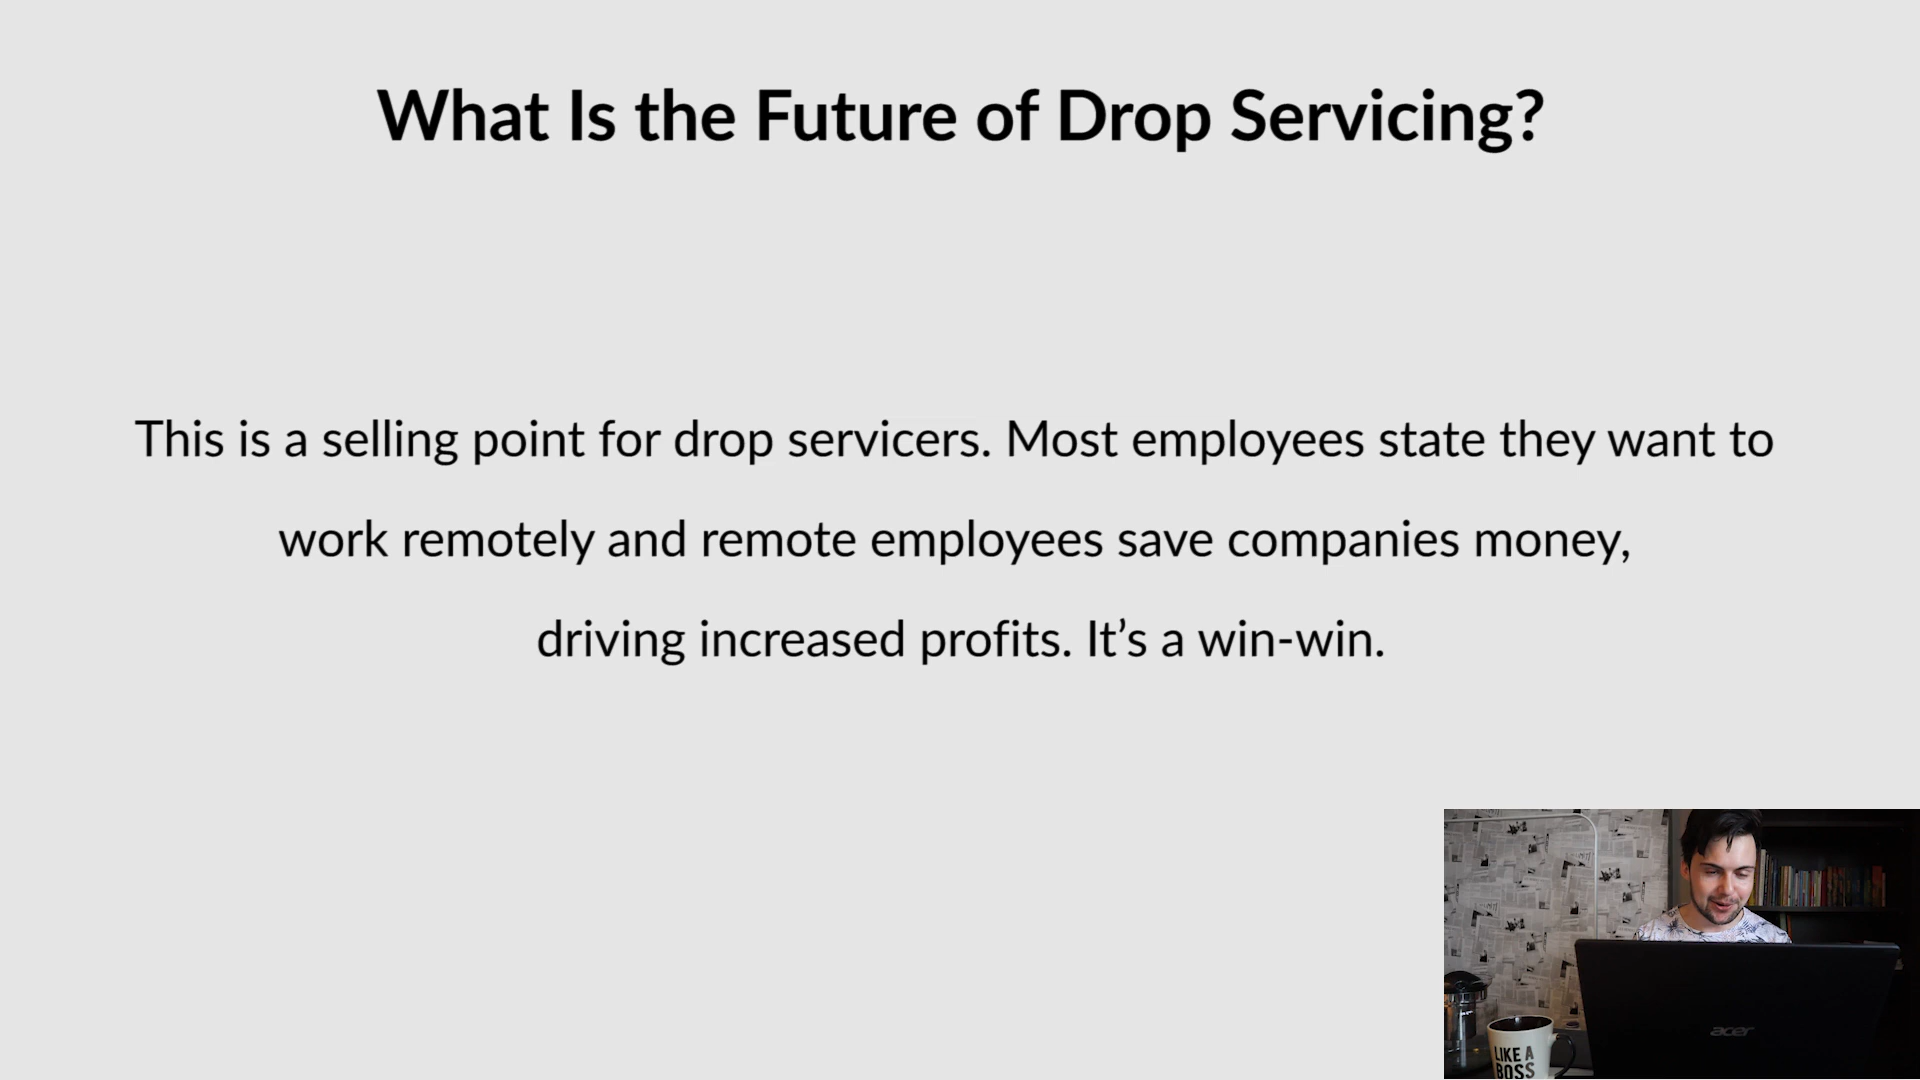 What Is the Future of Drop Servicing?
This is a selling point for drop servicers. Most employees state they want to
work remotely and remote employees save companies money,
driving increased profits. It’s a win-win.
acer
LIKE A
BOSS